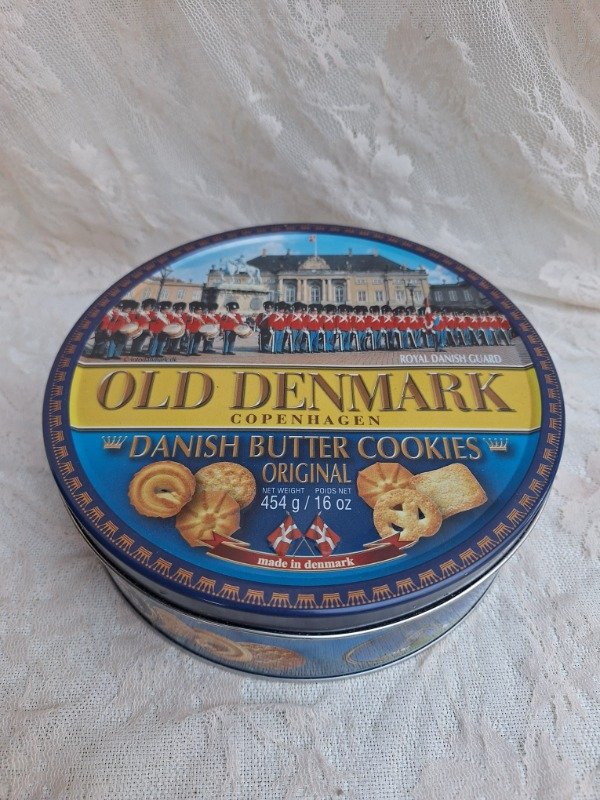 ROYAL DANISH GUARD
OLD DENMARK
COPENHAGEN
DANISH BUTTER COOKIES
ORIGINAL
NET WEIGHT POIDS NET
454 g / 16 oz
made in denmark